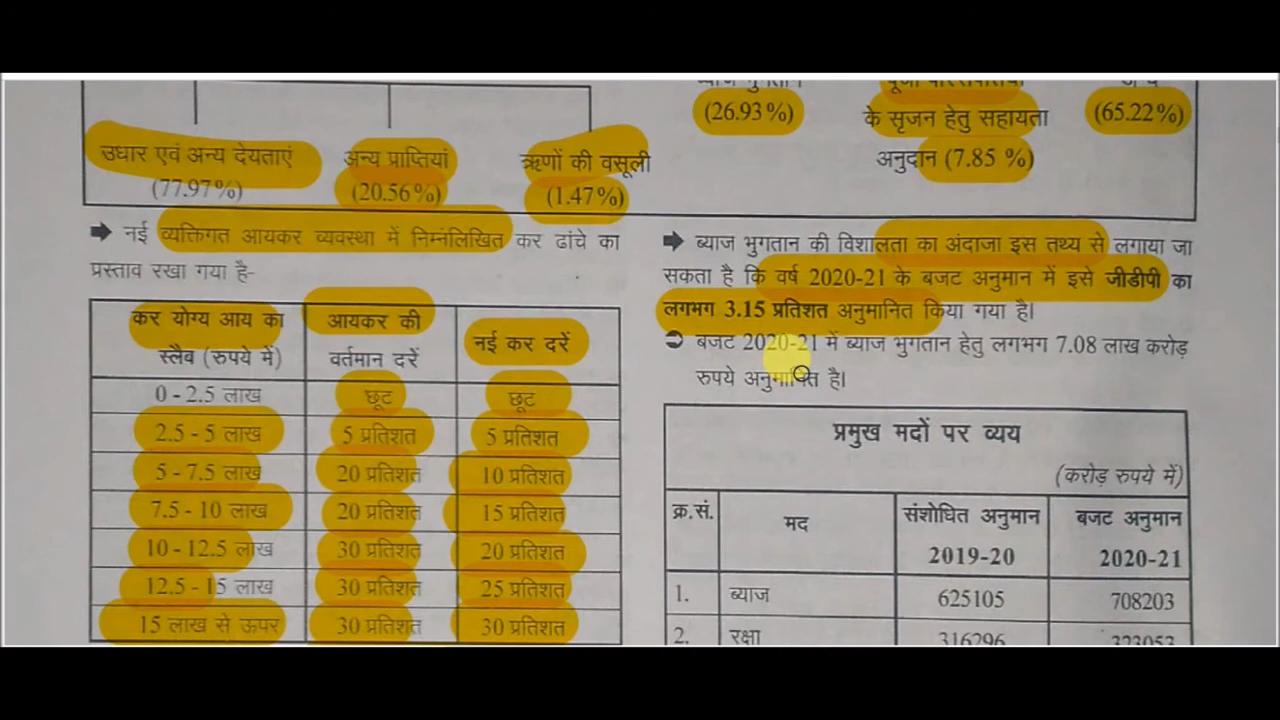 उधार एवं अन्य देयताएं
(77.97%)
अन्य प्राप्तियां
(20.56%)
ऋणों की वसूली
(1.47%)
(26.93%)
के सृजन हेतु सहायता
अनुदान (7.85 %)
(65.22%)
➡ नई व्यक्तिगत आयकर व्यवस्था में निम्नंलिखित कर ढांचे का
प्रस्ताव रखा गया है-
कर योग्य आय का स्लैब (रुपये में) आयकर की वर्तमान दरें नई कर दरें
0 - 2.5 लाख छूट छूट
2.5 - 5 लाख 5 प्रतिशत 5 प्रतिशत
5 - 7.5 लाख 20 प्रतिशत 10 प्रतिशत
7.5 - 10 लाख 20 प्रतिशत 15 प्रतिशत
10 - 12.5 लाख 30 प्रतिशत 20 प्रतिशत
12.5 - 15 लाख 30 प्रतिशत 25 प्रतिशत
15 लाख से ऊपर 30 प्रतिशत 30 प्रतिशत
➡ ब्याज भुगतान की विशालता का अंदाजा इस तथ्य से लगाया जा
सकता है कि वर्ष 2020-21 के बजट अनुमान में इसे जीडीपी का
लगभग 3.15 प्रतिशत अनुमानित किया गया है।
➲ बजट 2020-21 में ब्याज भुगतान हेतु लगभग 7.08 लाख करोड़
रुपये अनुमानित है।
प्रमुख मदों पर व्यय
(करोड़ रुपये में)
क्र.सं. मद संशोधित अनुमान 2019-20 बजट अनुमान 2020-21
1. ब्याज 625105 708203
2. रक्षा 316296 323053